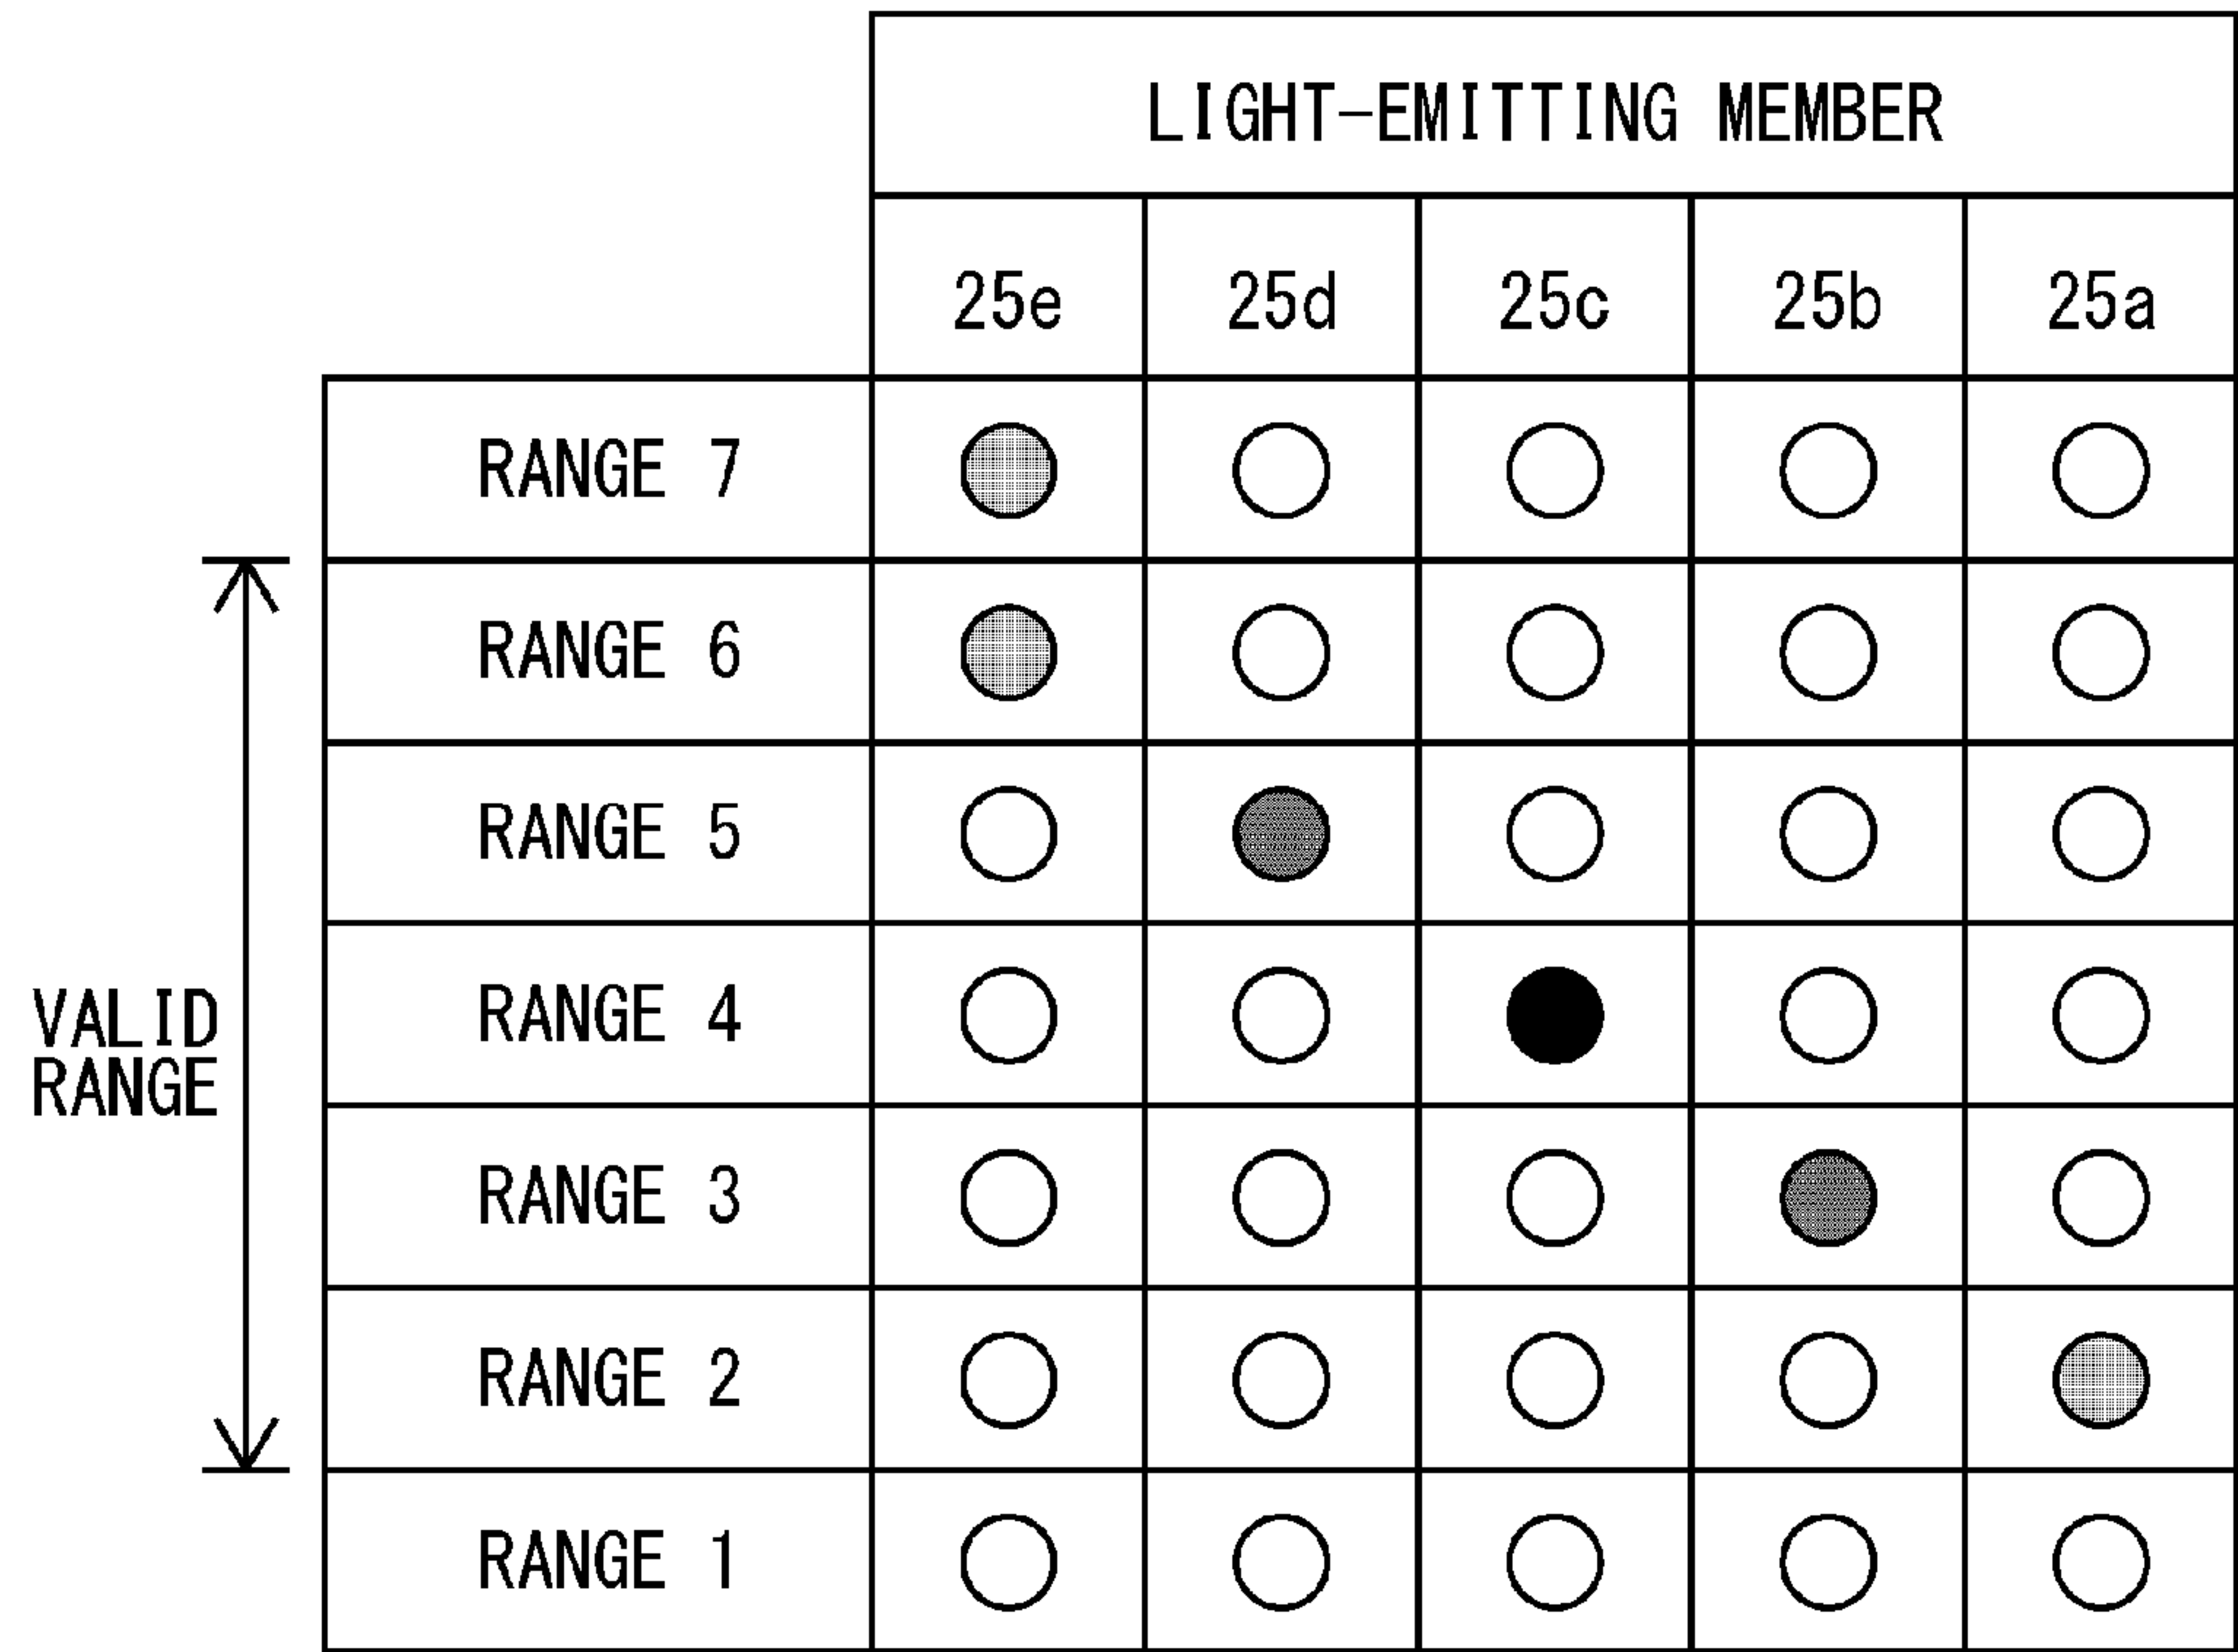 LIGHT-EMITTING MEMBER
25e 25d 25c 25b 25a
RANGE 7
RANGE 6
RANGE 5
RANGE 4
VALID
RANGE
RANGE 3
RANGE 2
RANGE 1